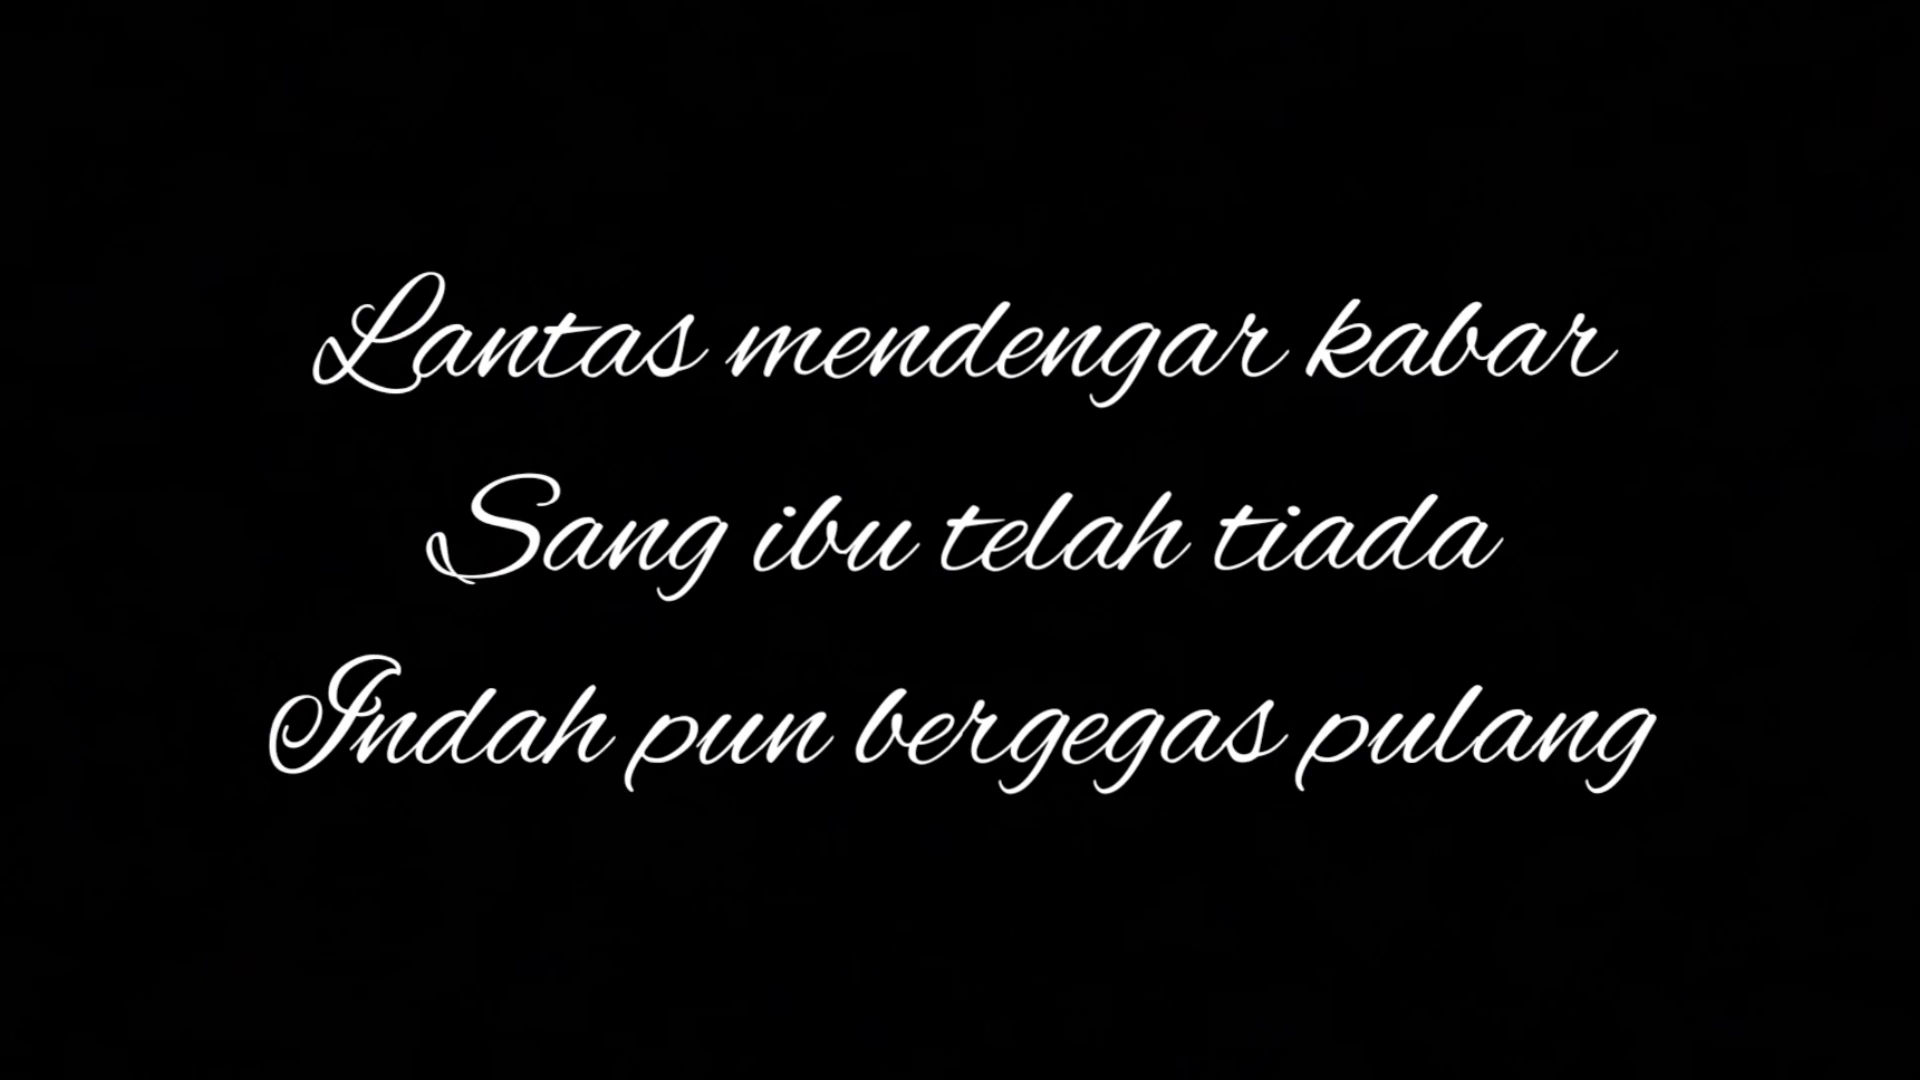 Lantas mendengar kabar
Sang ibu telah tiada
Indah pun bergegas pulang